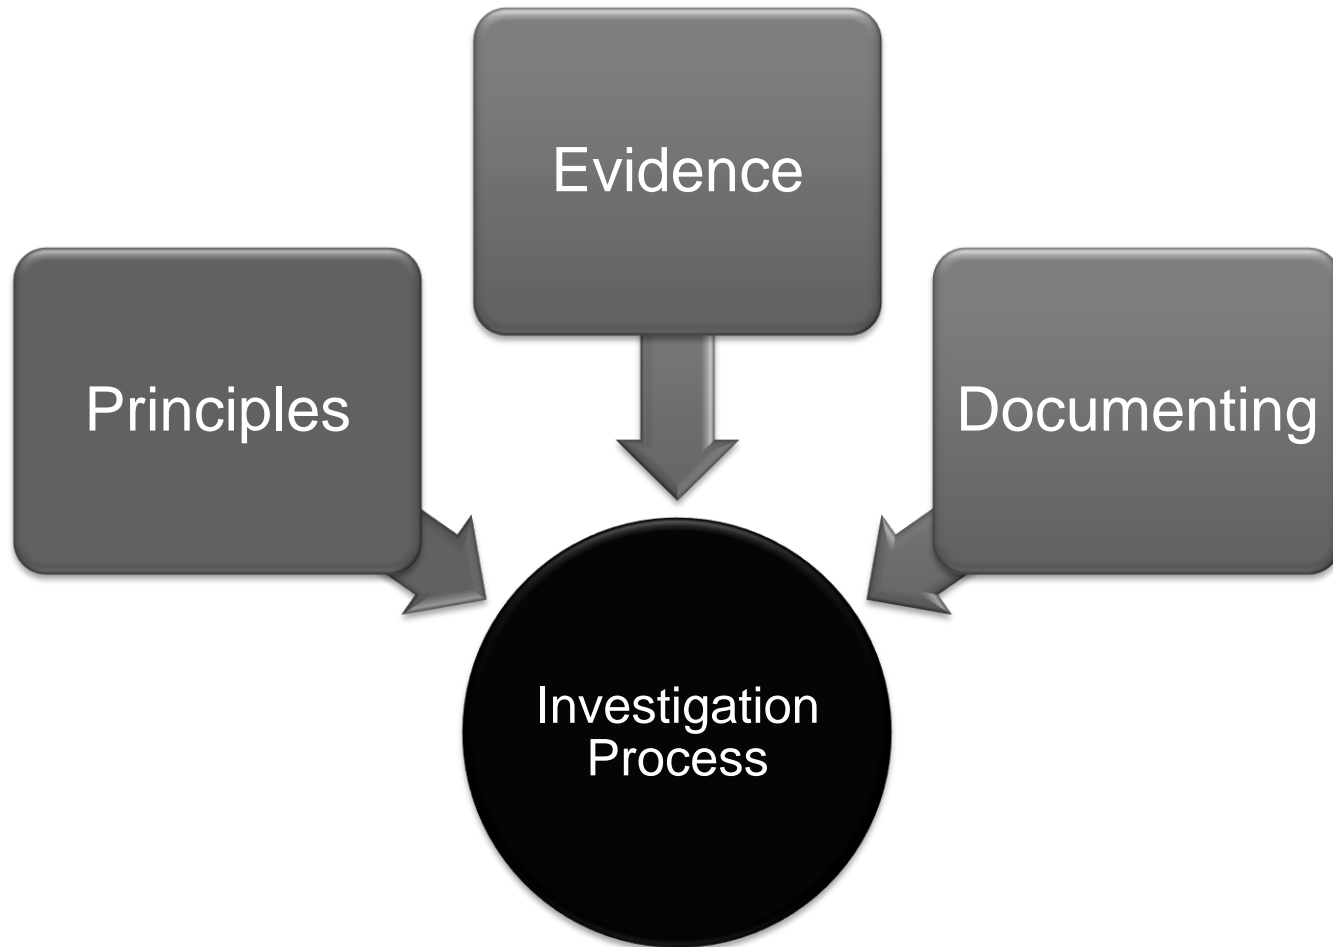 Evidence
Principles
Documenting
Investigation
Process